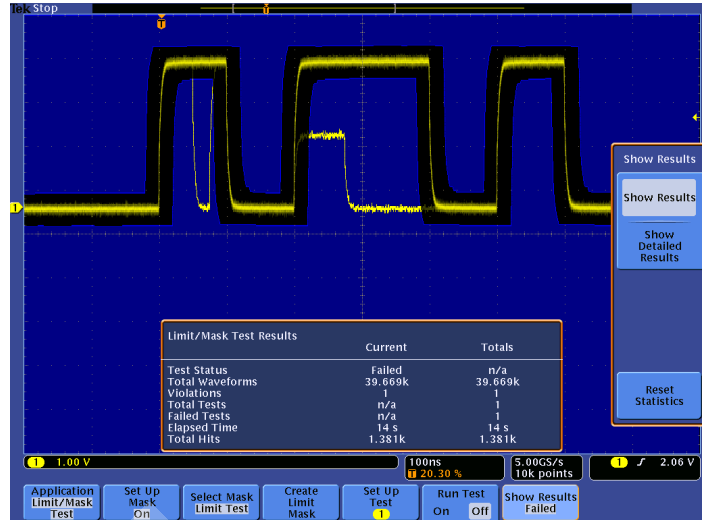 Tek Stop
T
T
1
Show Results
Show Results
Show
Detailed
Results
Limit/Mask Test Results
Current Totals
Test Status Failed n/a
Total Waveforms 39.669k 39.669k
Violations 1 1
Total Tests n/a 1
Failed Tests n/a 1
Elapsed Time 14 s 14 s
Total Hits 1.381k 1.381k
Reset
Statistics
1 1.00 V
100ns
T 20.30 %
5.00GS/s
10k points
1 2.06 V
Application
Limit/Mask
Test
Set Up
Mask
On
Select Mask
Limit Test
Create
Limit
Mask
Set Up
Test
1
Run Test
On Off
Show Results
Failed